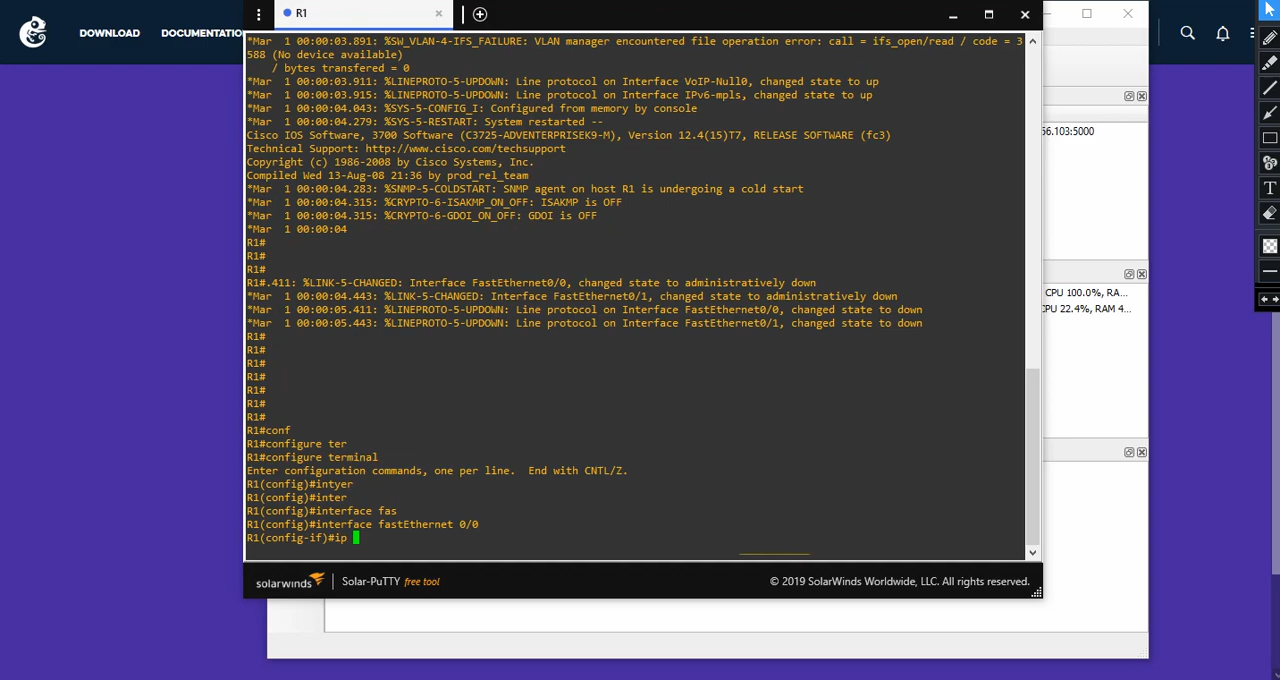 R1
DOWNLOAD
DOCUMENTATIO
*Mar  1 00:00:03.891: %SW_VLAN-4-IFS_FAILURE: VLAN manager encountered file operation error: call = ifs_open/read / code = 3
588 (No device available)
/ bytes transfered = 0
*Mar  1 00:00:03.911: %LINEPROTO-5-UPDOWN: Line protocol on Interface VoIP-Null0, changed state to up
*Mar  1 00:00:03.915: %LINEPROTO-5-UPDOWN: Line protocol on Interface IPv6-mpls, changed state to up
*Mar  1 00:00:04.043: %SYS-5-CONFIG_I: Configured from memory by console
*Mar  1 00:00:04.279: %SYS-5-RESTART: System restarted --
Cisco IOS Software, 3700 Software (C3725-ADVENTERPRISEK9-M), Version 12.4(15)T7, RELEASE SOFTWARE (fc3)
Technical Support: http://www.cisco.com/techsupport
Copyright (c) 1986-2008 by Cisco Systems, Inc.
Compiled Wed 13-Aug-08 21:36 by prod_rel_team
*Mar  1 00:00:04.283: %SNMP-5-COLDSTART: SNMP agent on host R1 is undergoing a cold start
*Mar  1 00:00:04.315: %CRYPTO-6-ISAKMP_ON_OFF: ISAKMP is OFF
*Mar  1 00:00:04.315: %CRYPTO-6-GDOI_ON_OFF: GDOI is OFF
*Mar  1 00:00:04
R1#
R1#
R1#
R1#.411: %LINK-5-CHANGED: Interface FastEthernet0/0, changed state to administratively down
*Mar  1 00:00:04.443: %LINK-5-CHANGED: Interface FastEthernet0/1, changed state to administratively down
*Mar  1 00:00:05.411: %LINEPROTO-5-UPDOWN: Line protocol on Interface FastEthernet0/0, changed state to down
*Mar  1 00:00:05.443: %LINEPROTO-5-UPDOWN: Line protocol on Interface FastEthernet0/1, changed state to down
R1#
R1#
R1#
R1#
R1#
R1#
R1#
R1#conf
R1#configure ter
R1#configure terminal
Enter configuration commands, one per line.  End with CNTL/Z.
R1(config)#intyer
R1(config)#inter
R1(config)#interface fas
R1(config)#interface fastEthernet 0/0
R1(config-if)#ip
56.103:5000
CPU 100.0%, RA...
CPU 22.4%, RAM 4...
solarwinds
Solar-PuTTY free tool
© 2019 SolarWinds Worldwide, LLC. All rights reserved.
T